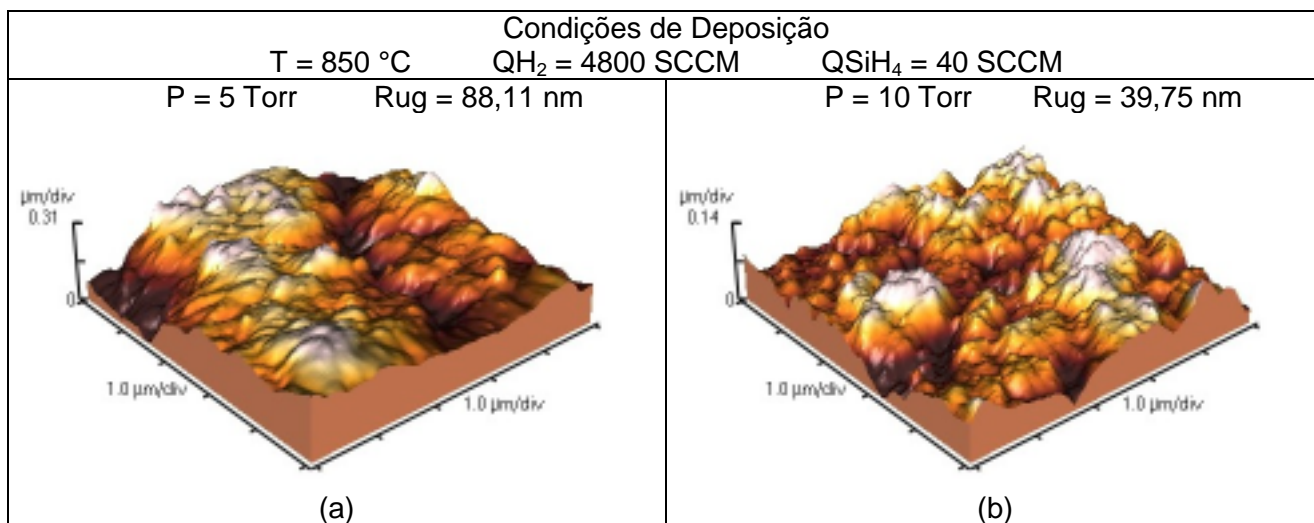 Condições de Deposição
T = 850 °C QH₂ = 4800 SCCM QSiH₄ = 40 SCCM
P = 5 Torr Rug = 88,11 nm
µm/div
0.31
0
1.0 µm/div
1.0 µm/div
(a)
P = 10 Torr Rug = 39,75 nm
µm/div
0.14
0
1.0 µm/div
1.0 µm/div
(b)